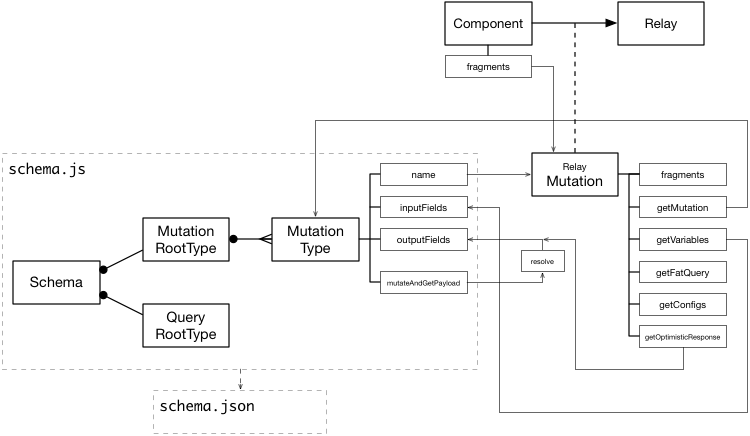 Component
Relay
fragments
schema.js
name
Relay
Mutation
fragments
inputFields
getMutation
Mutation
RootType
Mutation
Type
outputFields
getVariables
resolve
getFatQuery
Schema
mutateAndGetPayload
getConfigs
Query
RootType
getOptimisticResponse
schema.json